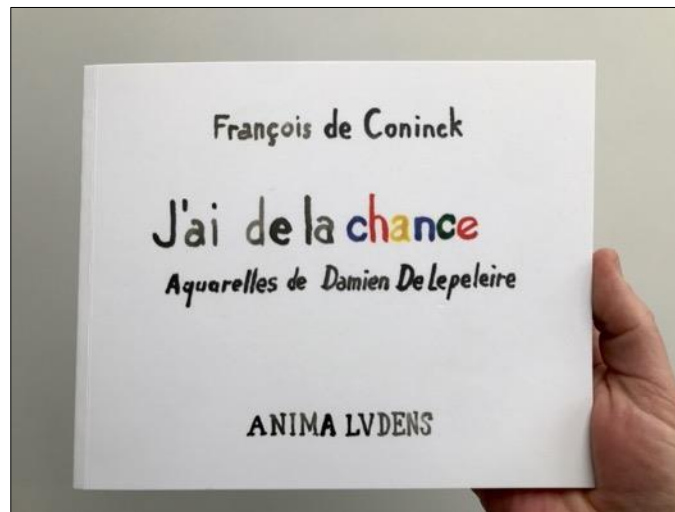 François de Coninck
J'ai de la chance
Aquarelles de Damien De Lepeleire
ANIMA LVDENS